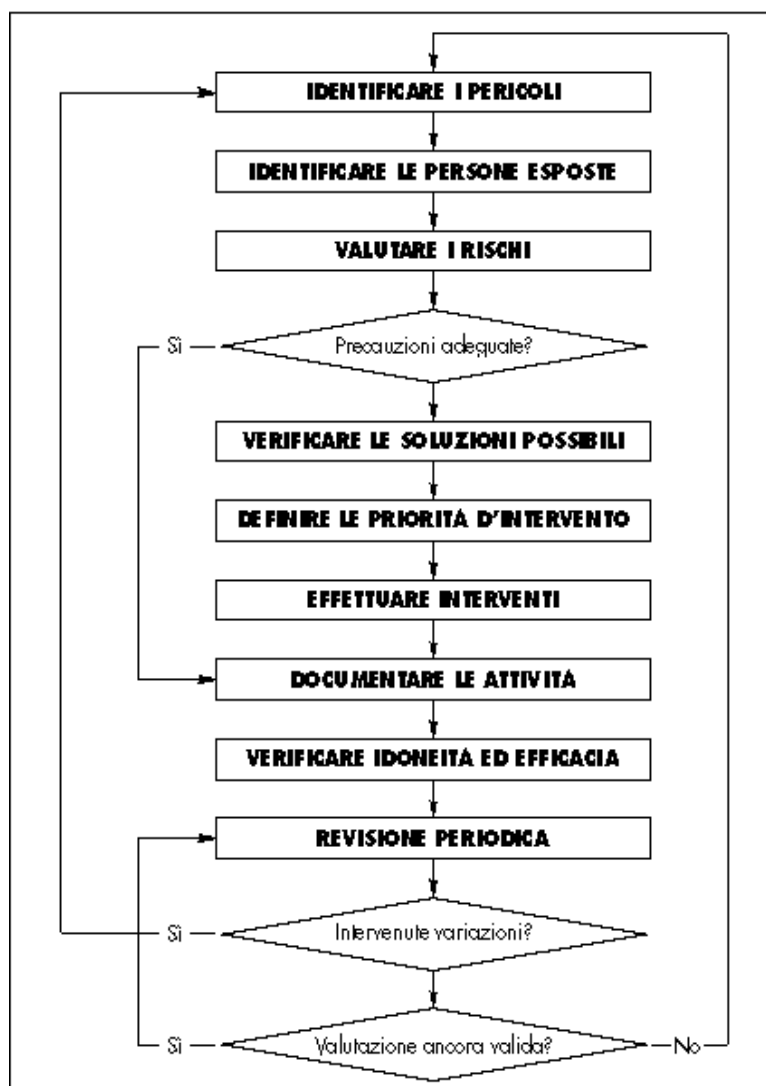 IDENTIFICARE I PERICOLI
IDENTIFICARE LE PERSONE ESPOSTE
VALUTARE I RISCHI
Sì
Precauzioni adeguate?
VERIFICARE LE SOLUZIONI POSSIBILI
DEFINIRE LE PRIORITÀ D'INTERVENTO
EFFETTUARE INTERVENTI
DOCUMENTARE LE ATTIVITÀ
VERIFICARE IDONEITÀ ED EFFICACIA
REVISIONE PERIODICA
Sì
Intervenute variazioni?
Sì
Valutazione ancora valida?
No